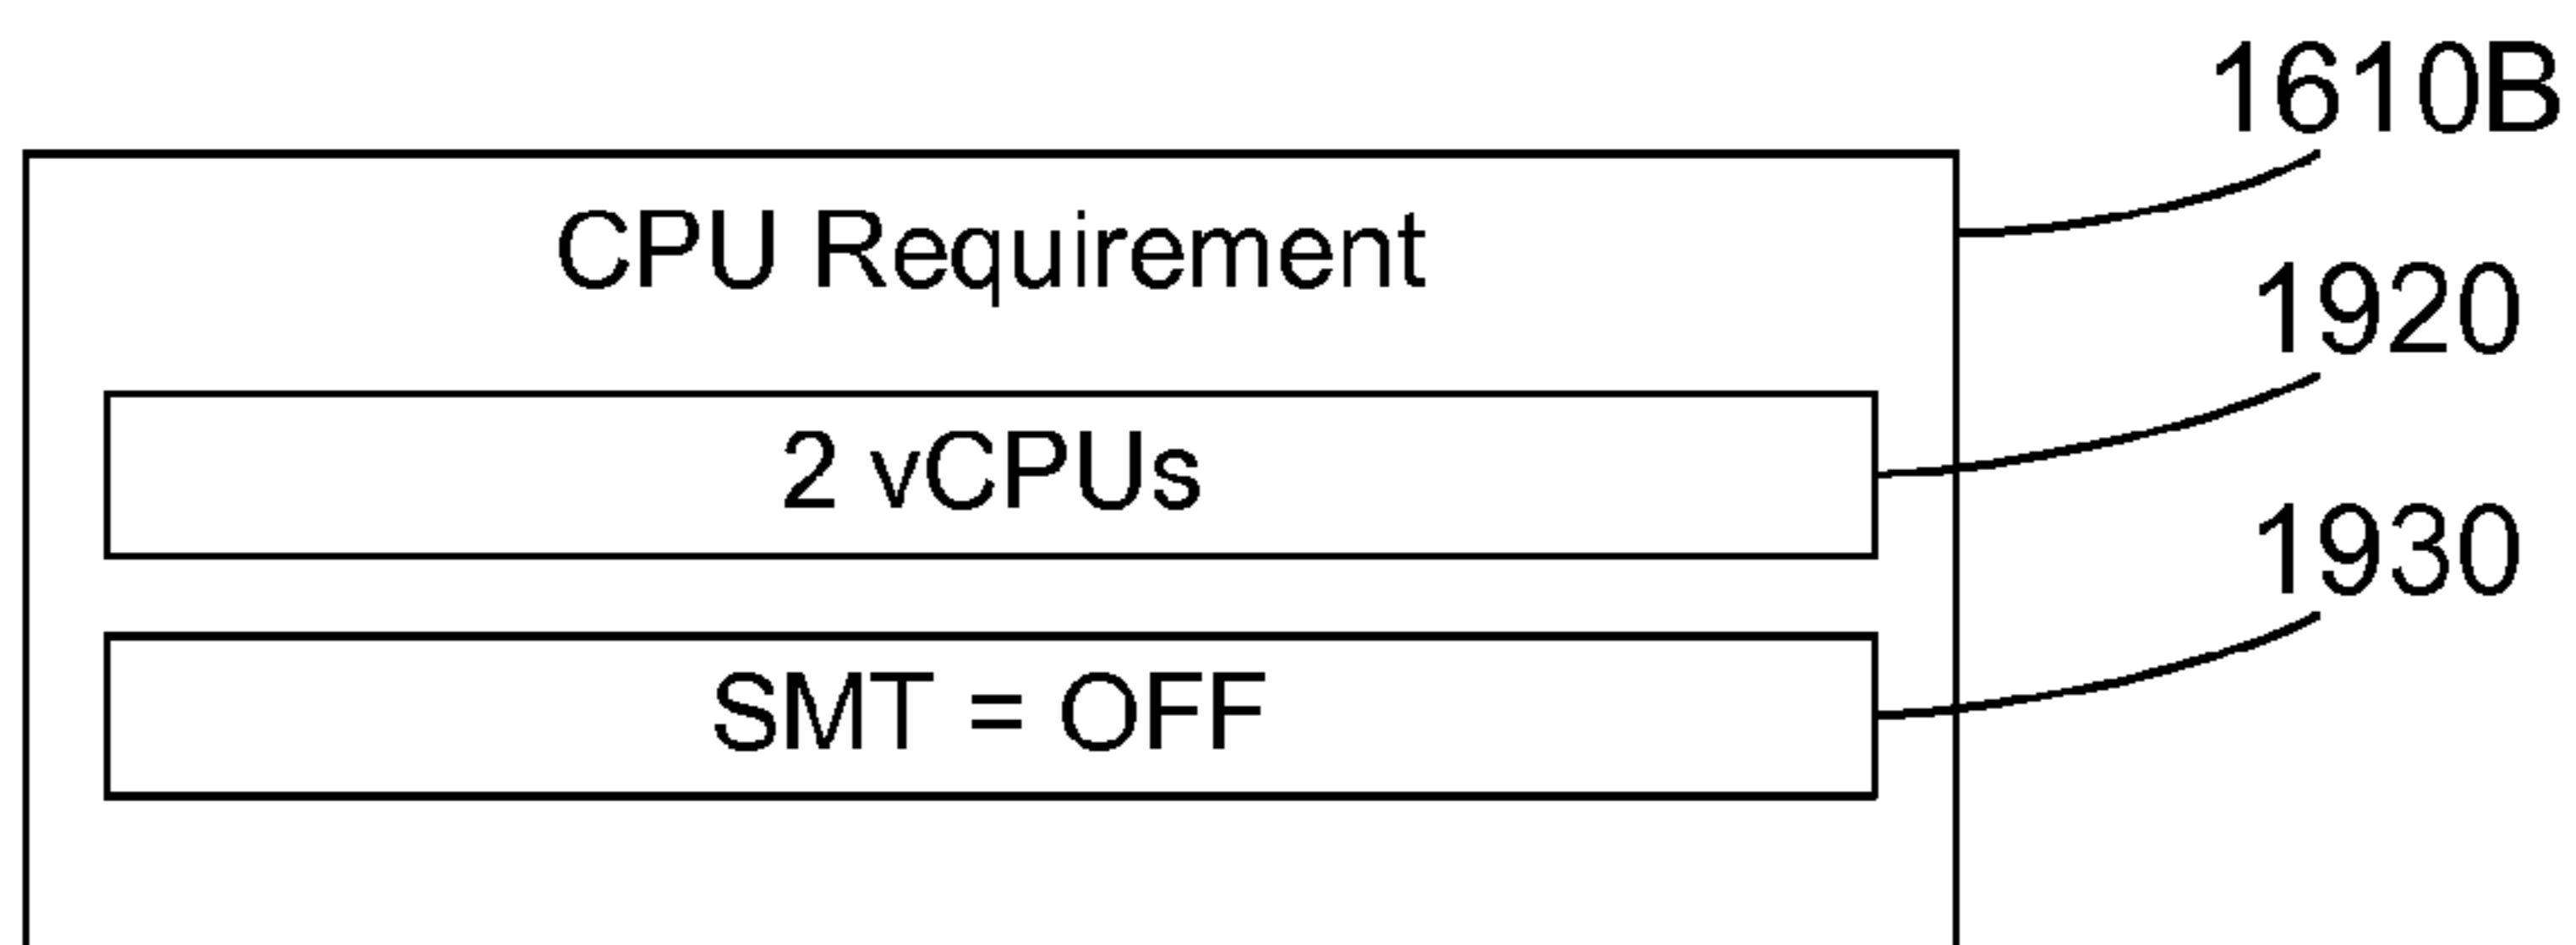 1610B
CPU Requirement
1920
2 vCPUs
1930
SMT = OFF